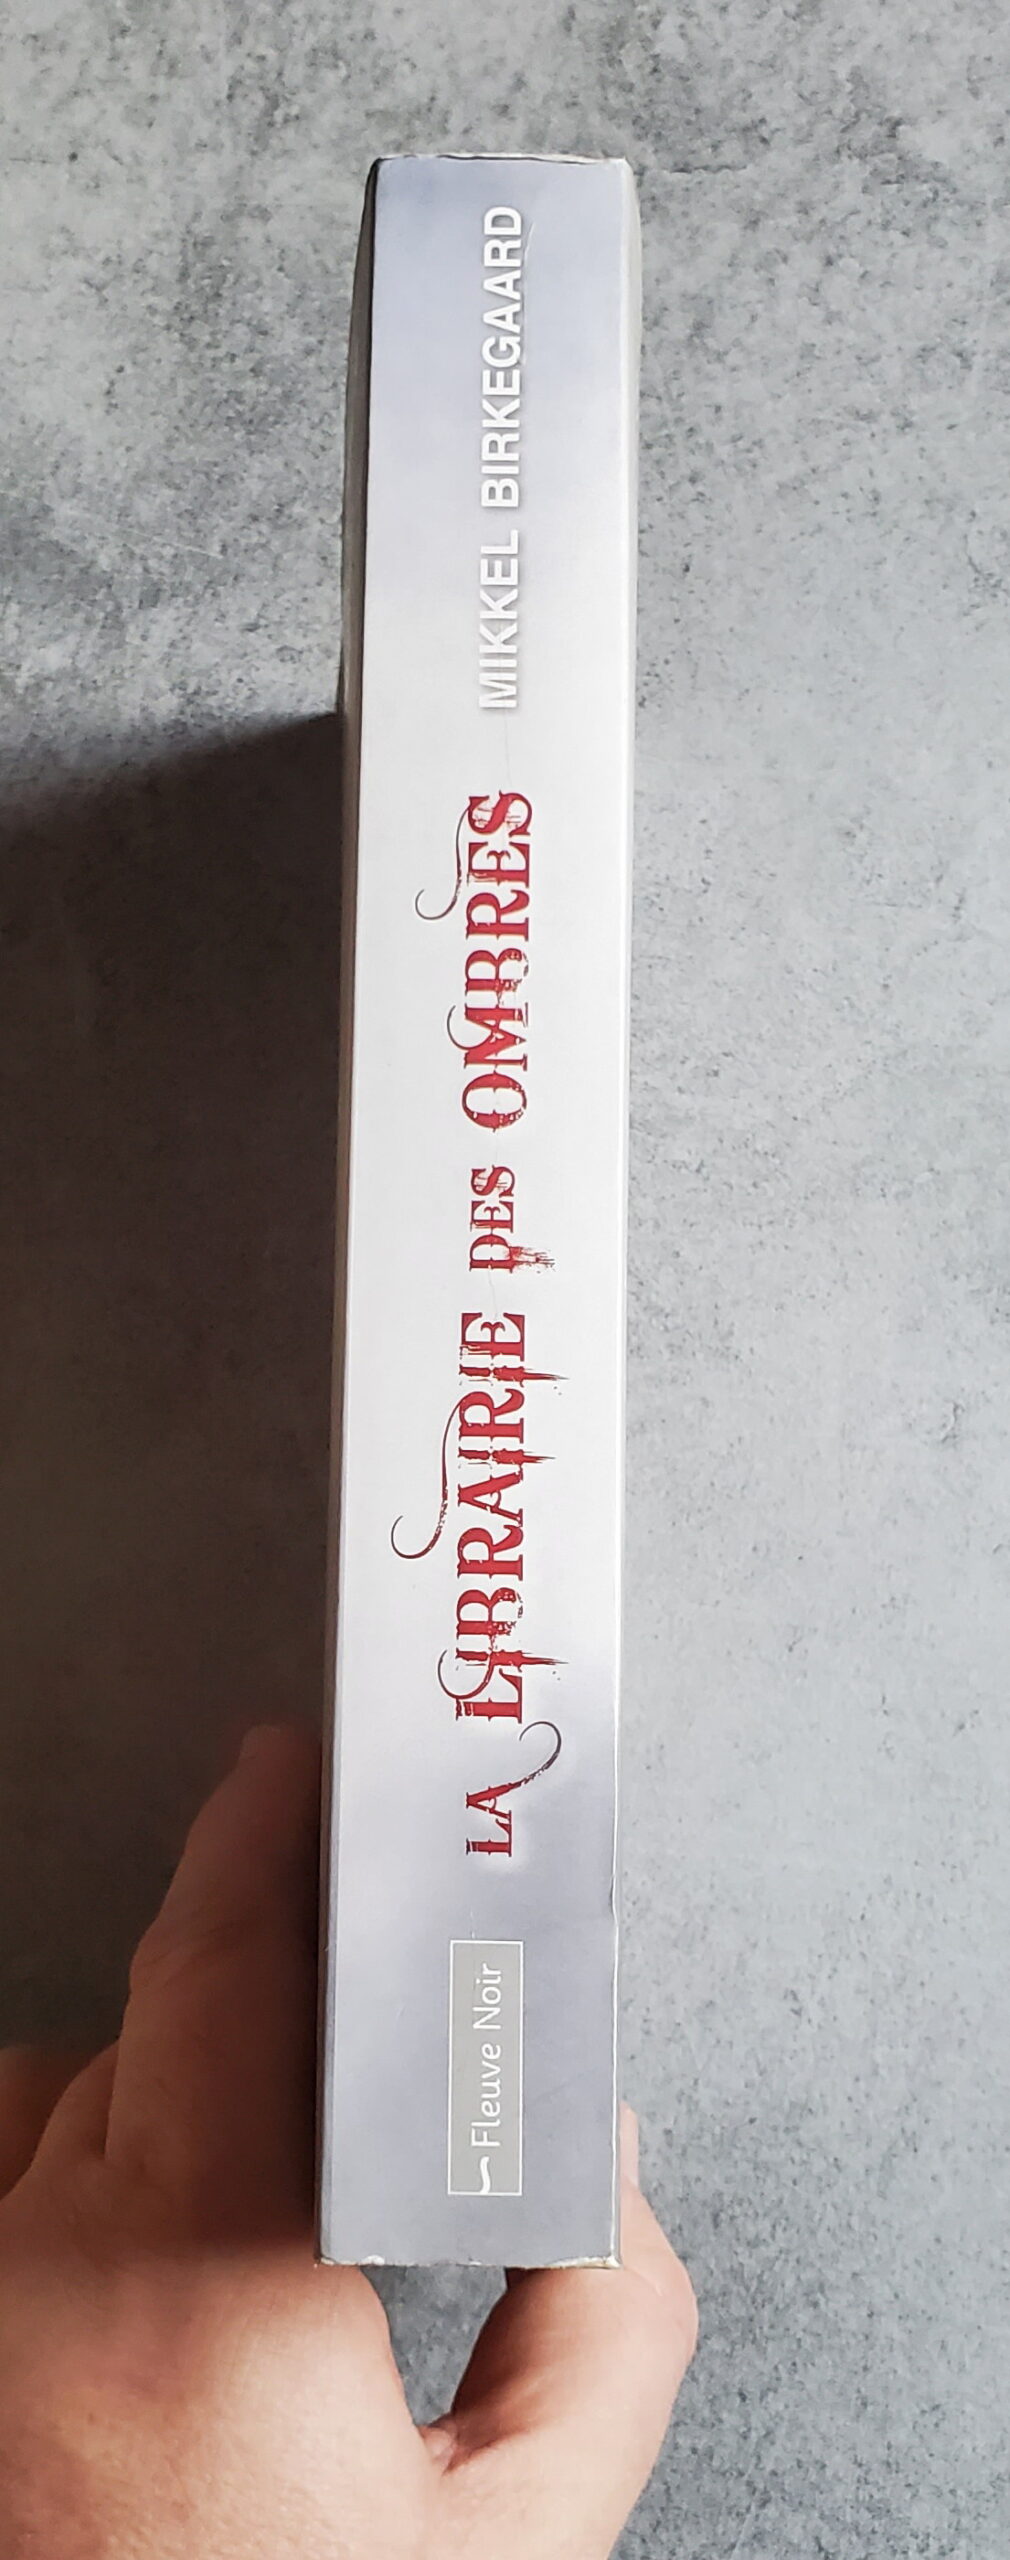 MIKKEL BIRKEGAARD
LA LIBRAIRIE DES OMBRES
Fleuve Noir